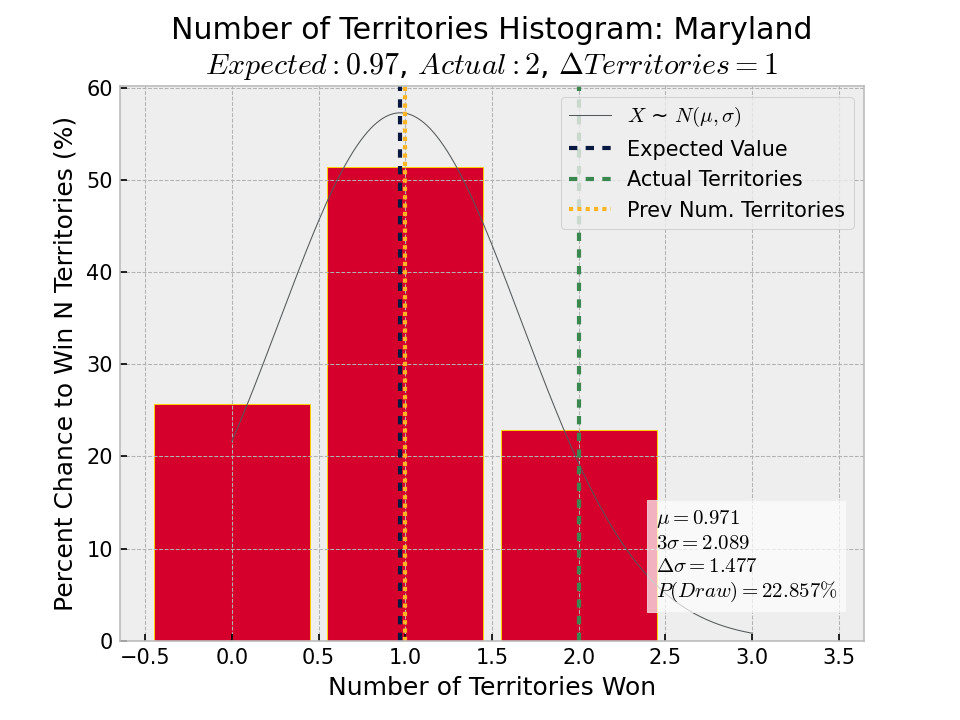 Number of Territories Histogram: Maryland
Expected: 0.97, Actual: 2, ΔTerritories = 1
Percent Chance to Win N Territories (%)
60
50
40
30
20
10
0
X ~ N(μ, σ)
Expected Value
Actual Territories
Prev Num. Territories
μ = 0.971
3σ = 2.089
Δσ = 1.477
P(Draw) = 22.857%
−0.5 0.0 0.5 1.0 1.5 2.0 2.5 3.0 3.5
Number of Territories Won